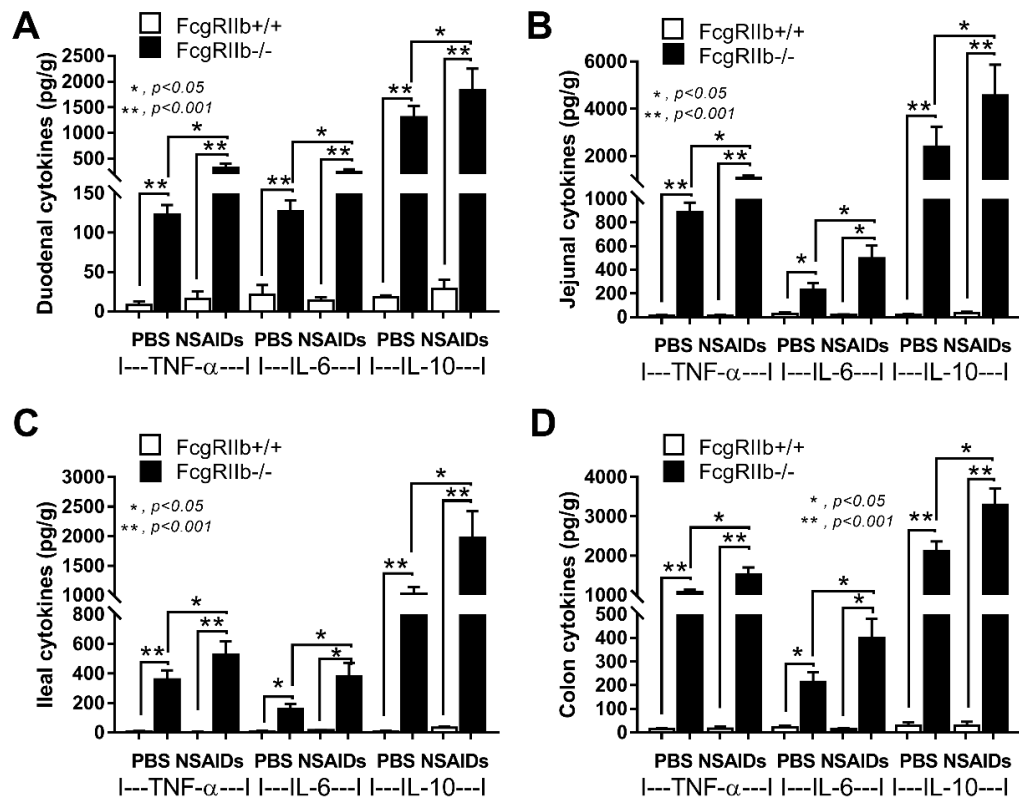 A
FcgRIIb+/+
FcgRIIb-/-
*, p<0.05
**, p<0.001
Duodenal cytokines (pg/g)
2500
2000
1500
1000
500
150
100
50
0
** * ** ** * ** ** * **
PBS NSAIDs PBS NSAIDs PBS NSAIDs
I---TNF-α---I I---IL-6---I I---IL-10---I
B
FcgRIIb+/+
FcgRIIb-/-
*, p<0.05
**, p<0.001
Jejunal cytokines (pg/g)
6000
4000
2000
1000
800
600
400
200
0
** * ** * * * ** * **
PBS NSAIDs PBS NSAIDs PBS NSAIDs
I---TNF-α---I I---IL-6---I I---IL-10---I
C
FcgRIIb+/+
FcgRIIb-/-
*, p<0.05
**, p<0.001
Ileal cytokines (pg/g)
3000
2500
2000
1500
1000
800
600
400
200
0
** * ** * * * ** * **
PBS NSAIDs PBS NSAIDs PBS NSAIDs
I---TNF-α---I I---IL-6---I I---IL-10---I
D
FcgRIIb+/+
FcgRIIb-/-
*, p<0.05
**, p<0.001
Colon cytokines (pg/g)
4000
3000
2000
1000
500
400
300
200
100
0
** * ** * * * ** * **
PBS NSAIDs PBS NSAIDs PBS NSAIDs
I---TNF-α---I I---IL-6---I I---IL-10---I